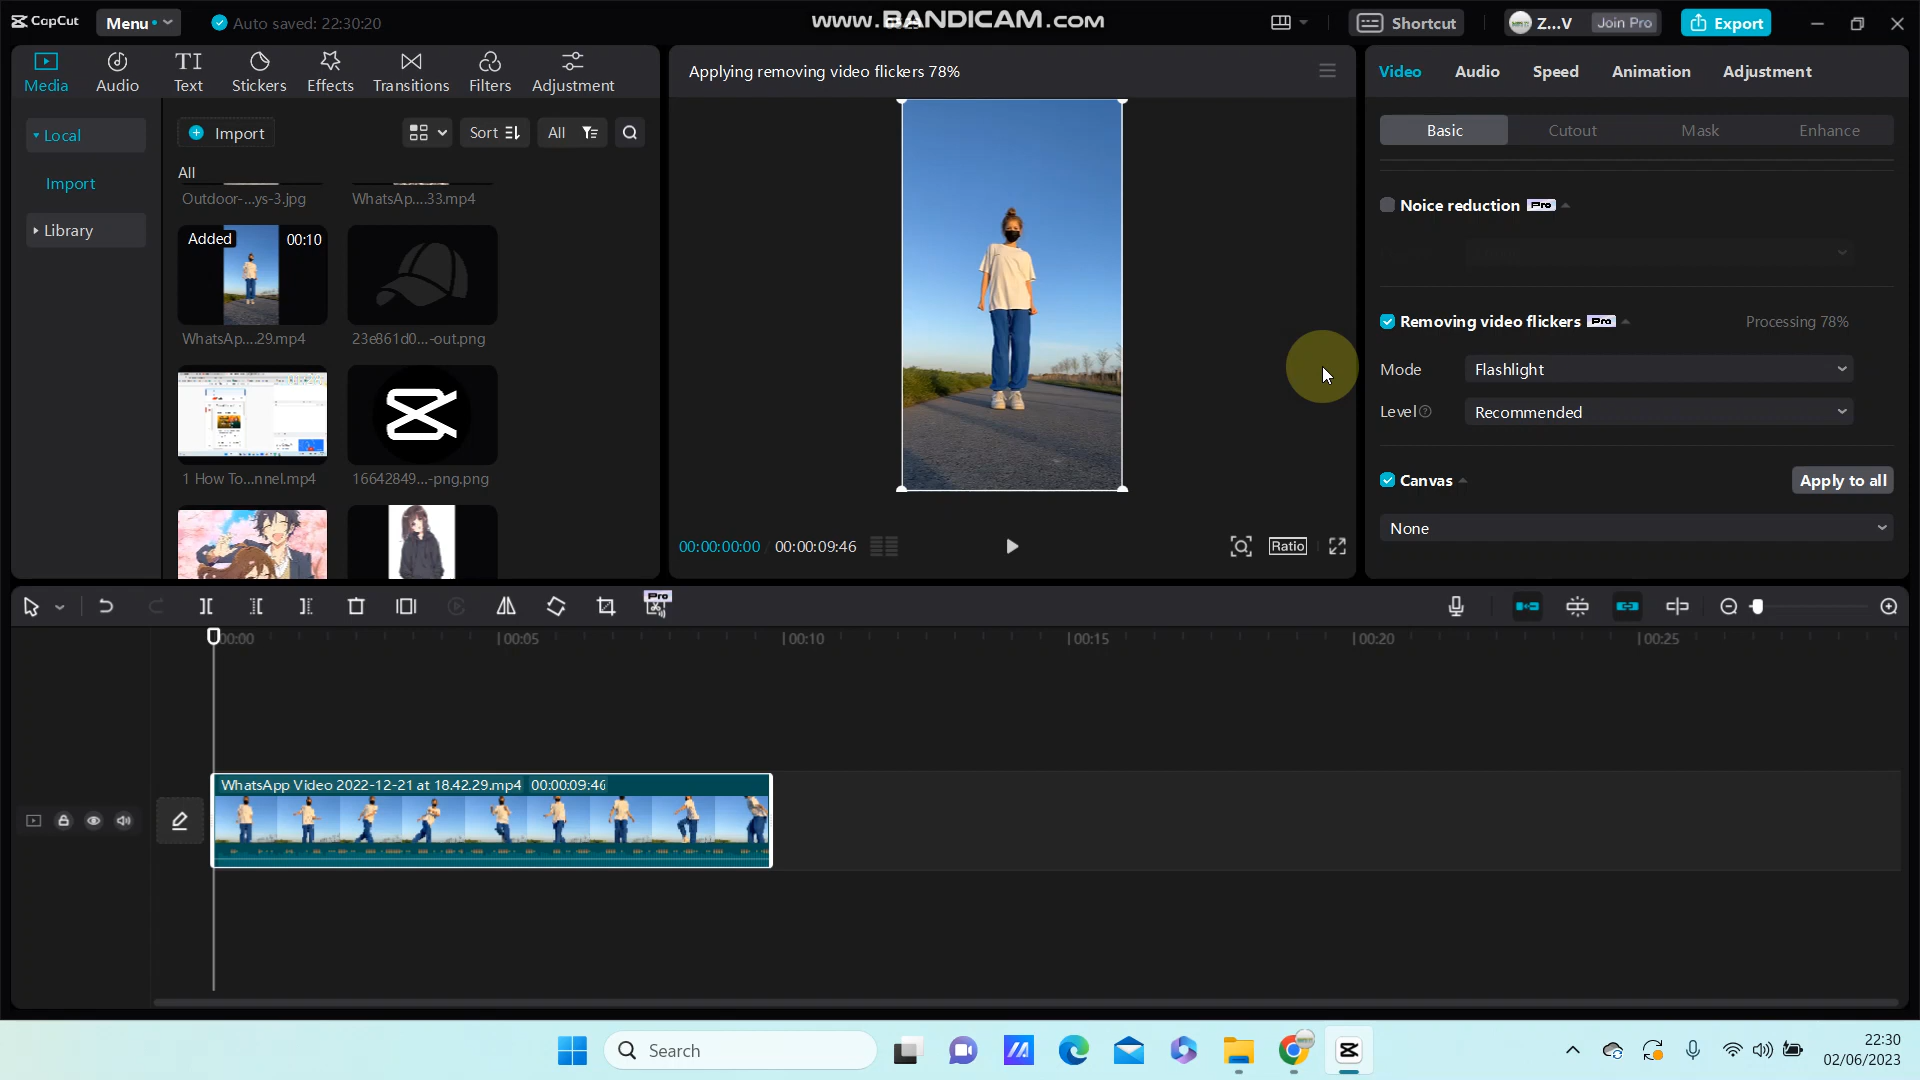 CapCut
Menu
Auto saved: 22:30:20
www.BANDICAM.com
Shortcut
Z...V
Join Pro
Export
Media
Audio
Text
Stickers
Effects
Transitions
Filters
Adjustment
Applying removing video flickers 78%
Video
Audio
Speed
Animation
Adjustment
Local
Import
Library
Import
Sort
All
All
Outdoor-...ys-3.jpg
WhatsAp....33.mp4
Added
00:10
WhatsAp....29.mp4
23e861d0...-out.png
1 How To...nnel.mp4
16642849...-png.png
00:00:00:00
00:00:09:46
Ratio
Basic
Cutout
Mask
Enhance
Noice reduction Pro
Removing video flickers Pro
Processing 78%
Mode
Flashlight
Level
Recommended
Canvas
Apply to all
None
Pro
00:00
00:05
00:10
00:15
00:20
00:25
WhatsApp Video 2022-12-21 at 18.42.29.mp4 00:00:09:46
Search
22:30
02/06/2023